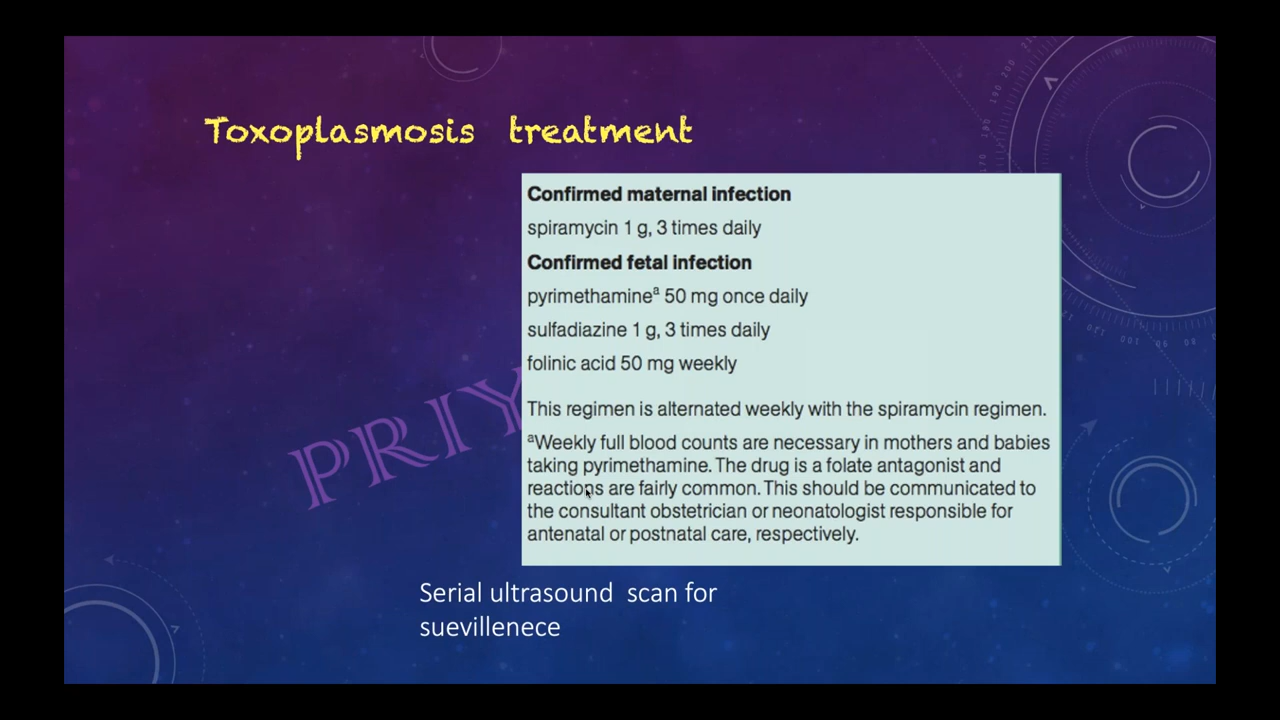 Toxoplasmosis treatment
Confirmed maternal infection
spiramycin 1 g, 3 times daily
Confirmed fetal infection
pyrimethamineª 50 mg once daily
sulfadiazine 1 g, 3 times daily
folinic acid 50 mg weekly
This regimen is alternated weekly with the spiramycin regimen.
ªWeekly full blood counts are necessary in mothers and babies
taking pyrimethamine. The drug is a folate antagonist and
reactions are fairly common. This should be communicated to
the consultant obstetrician or neonatologist responsible for
antenatal or postnatal care, respectively.
PRIY
Serial ultrasound scan for
suevillenece